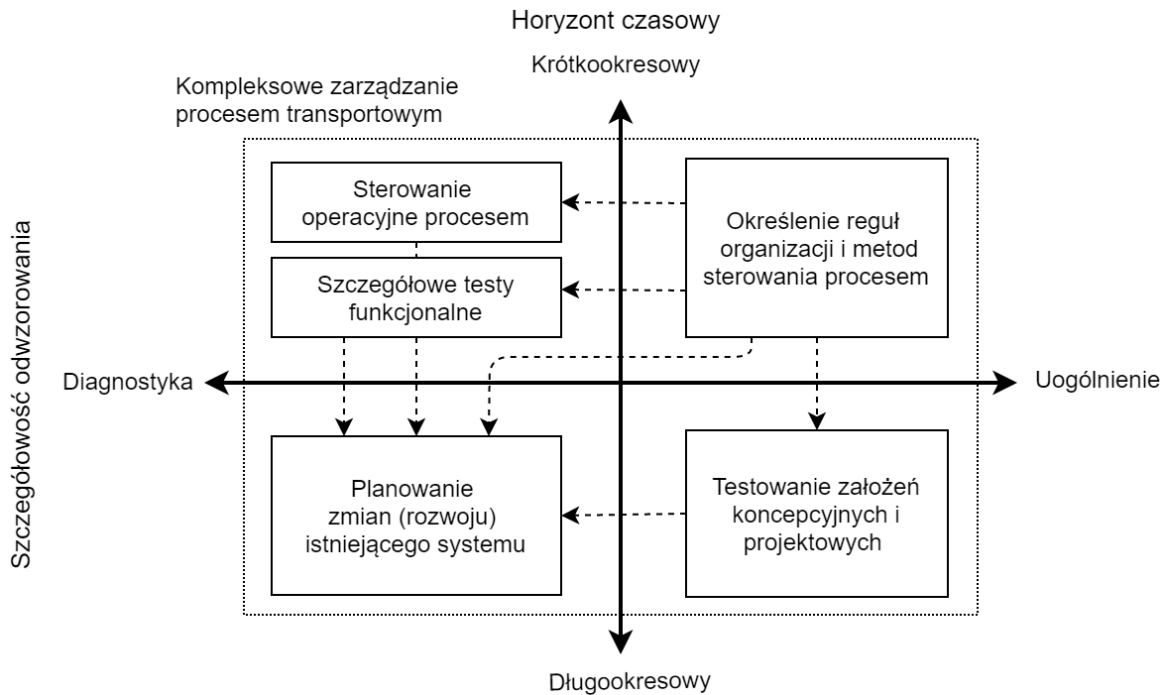 Horyzont czasowy
Krótkookresowy
Kompleksowe zarządzanie
procesem transportowym
Sterowanie
operacyjne procesem
Określenie reguł
organizacji i metod
sterowania procesem
Szczegółowe testy
funkcjonalne
Szczegółowość odwzorowania
Diagnostyka
Uogólnienie
Planowanie
zmian (rozwoju)
istniejącego systemu
Testowanie założeń
koncepcyjnych i
projektowych
Długookresowy